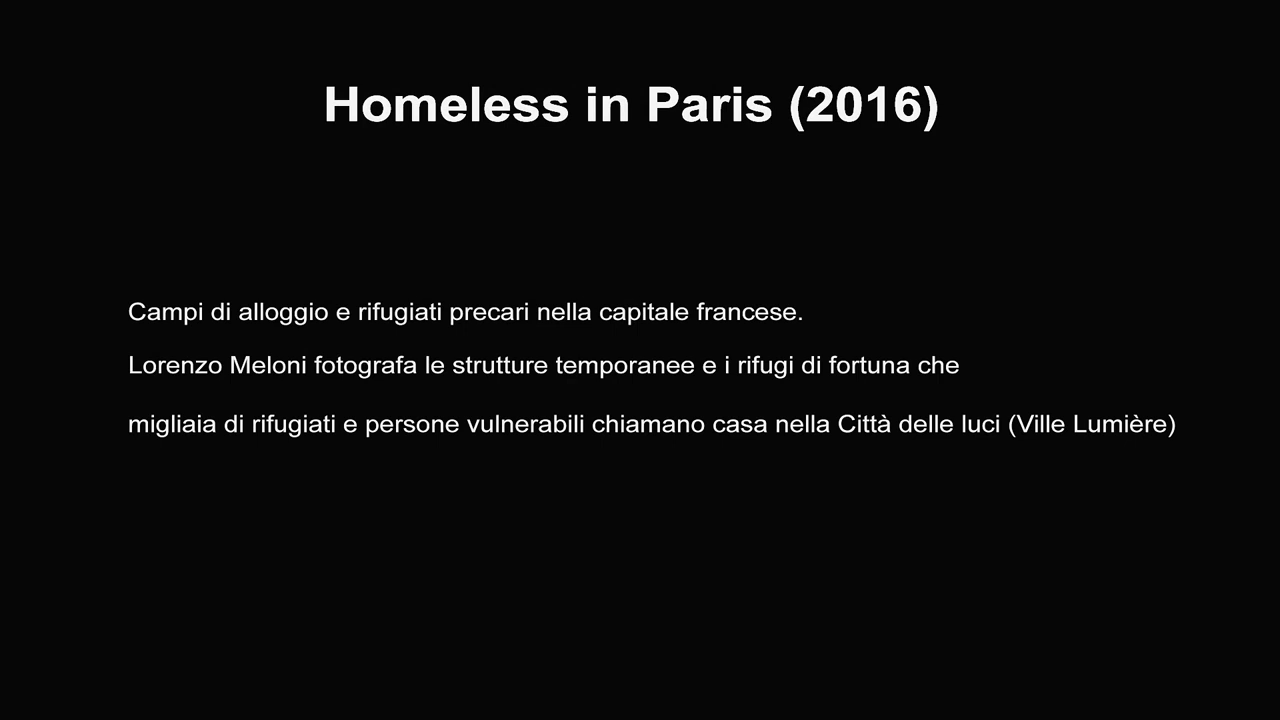 Homeless in Paris (2016)
Campi di alloggio e rifugiati precari nella capitale francese.
Lorenzo Meloni fotografa le strutture temporanee e i rifugi di fortuna che
migliaia di rifugiati e persone vulnerabili chiamano casa nella Città delle luci (Ville Lumière)